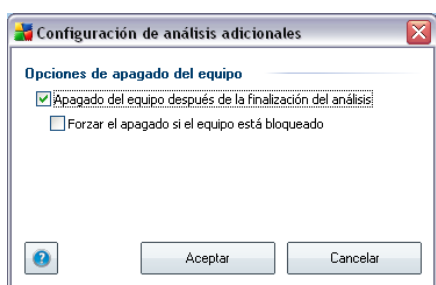 Configuración de análisis adicionales
Opciones de apagado del equipo
Apagado del equipo después de la finalización del análisis
Forzar el apagado si el equipo está bloqueado
?
Aceptar
Cancelar